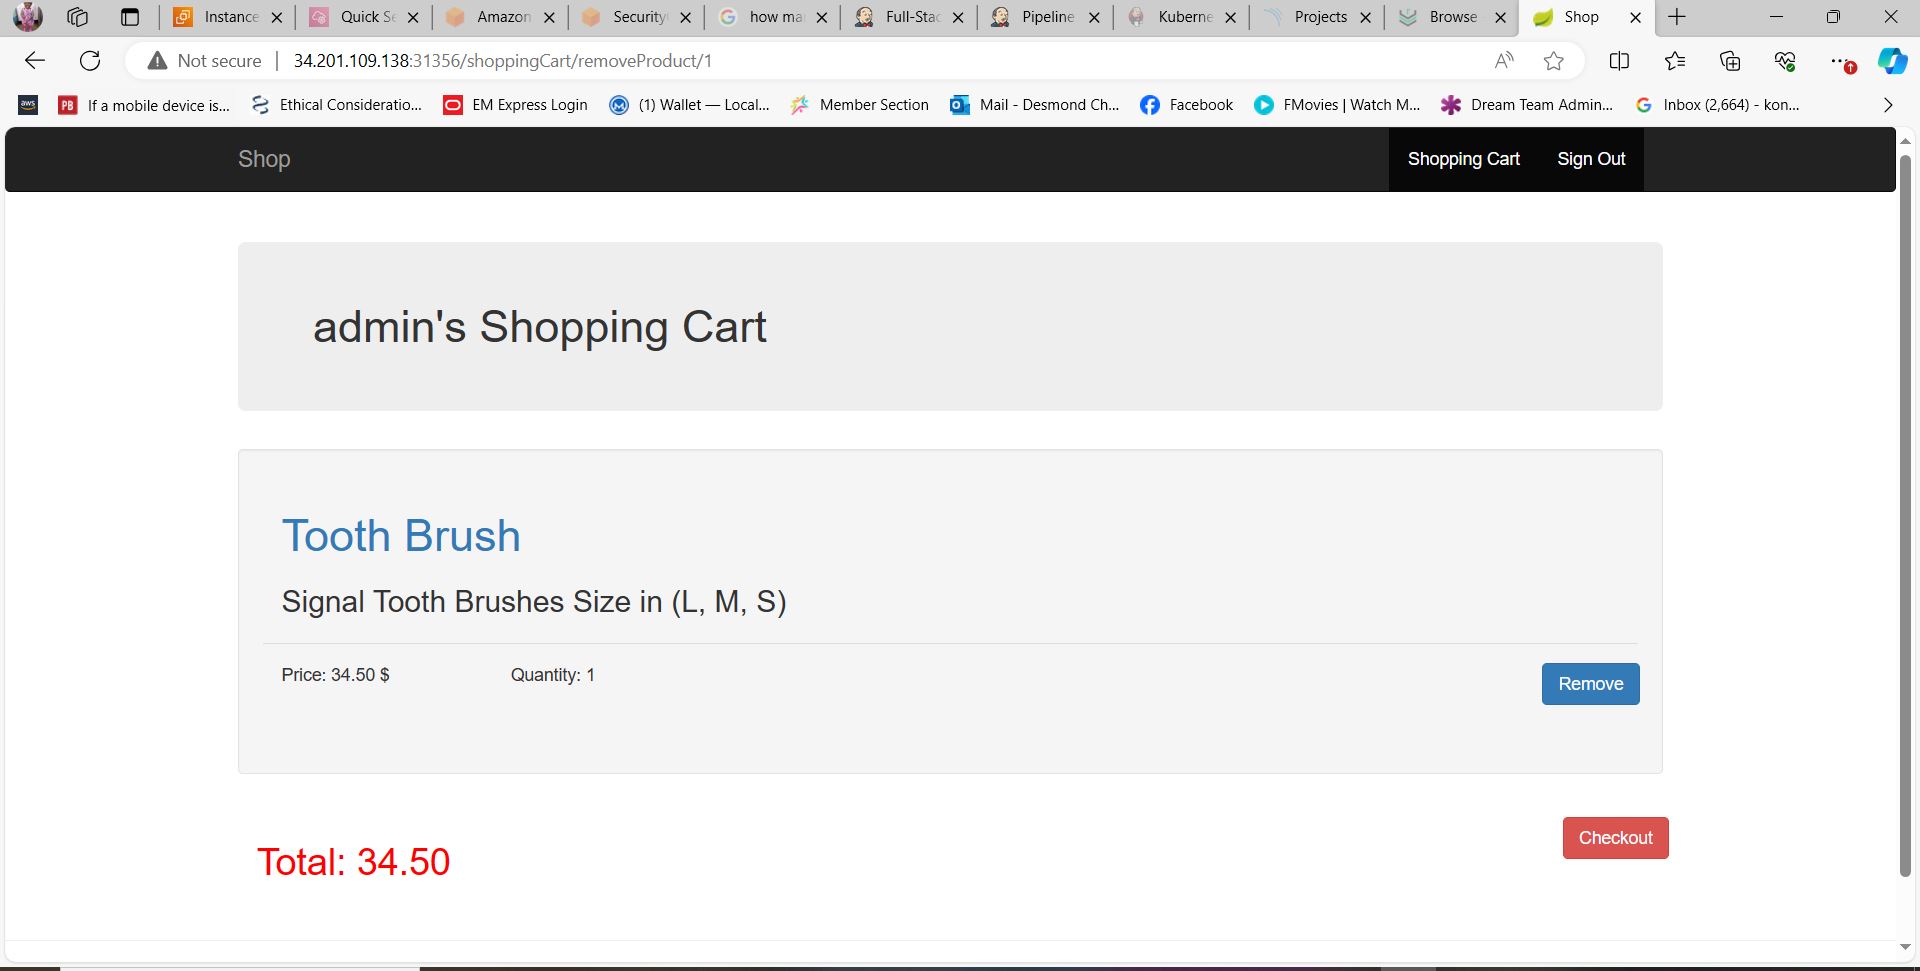 Instance
Quick Se
Amazon
Security
how ma
Full-Stac
Pipeline
Kuberne
Projects
Browse
Shop
Not secure
34.201.109.138:31356/shoppingCart/removeProduct/1
aws
PB
If a mobile device is...
Ethical Consideratio...
EM Express Login
(1) Wallet — Local...
Member Section
Mail - Desmond Ch...
Facebook
FMovies | Watch M...
Dream Team Admin...
Inbox (2,664) - kon...
Shop
Shopping Cart
Sign Out
admin's Shopping Cart
Tooth Brush
Signal Tooth Brushes Size in (L, M, S)
Price: 34.50 $
Quantity: 1
Remove
Checkout
Total: 34.50